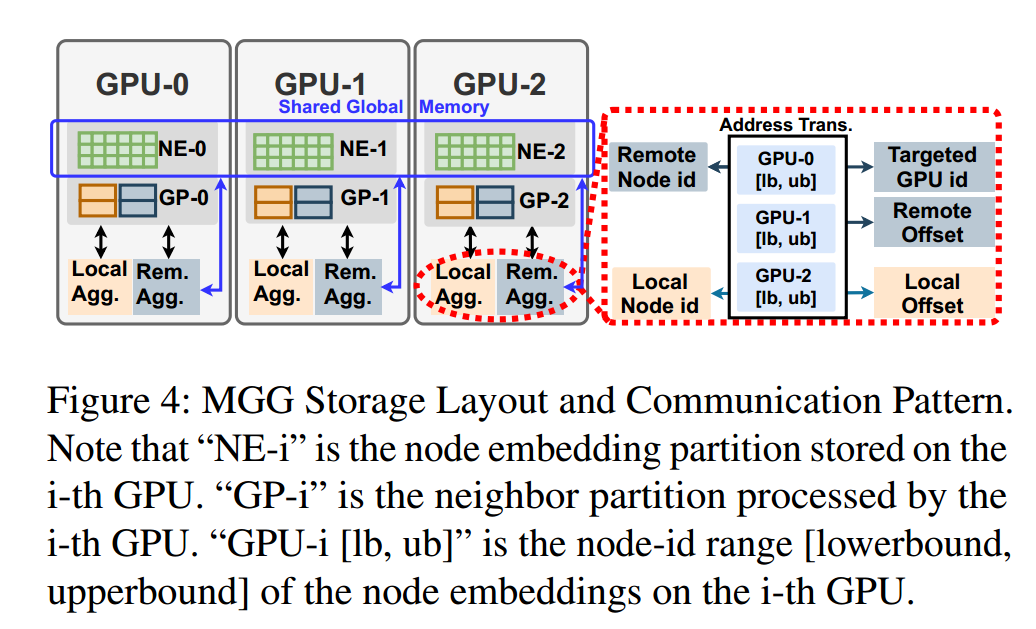 GPU-0
GPU-1
GPU-2
Shared Global Memory
NE-0
NE-1
NE-2
GP-0
GP-1
GP-2
Local
Agg.
Rem.
Agg.
Local
Agg.
Rem.
Agg.
Local
Agg.
Rem.
Agg.
Address Trans.
Remote
Node id
GPU-0
[lb, ub]
Targeted
GPU id
GPU-1
[lb, ub]
Remote
Offset
Local
Node id
GPU-2
[lb, ub]
Local
Offset
Figure 4: MGG Storage Layout and Communication Pattern.
Note that “NE-i” is the node embedding partition stored on the
i-th GPU. “GP-i” is the neighbor partition processed by the
i-th GPU. “GPU-i [lb, ub]” is the node-id range [lowerbound,
upperbound] of the node embeddings on the i-th GPU.